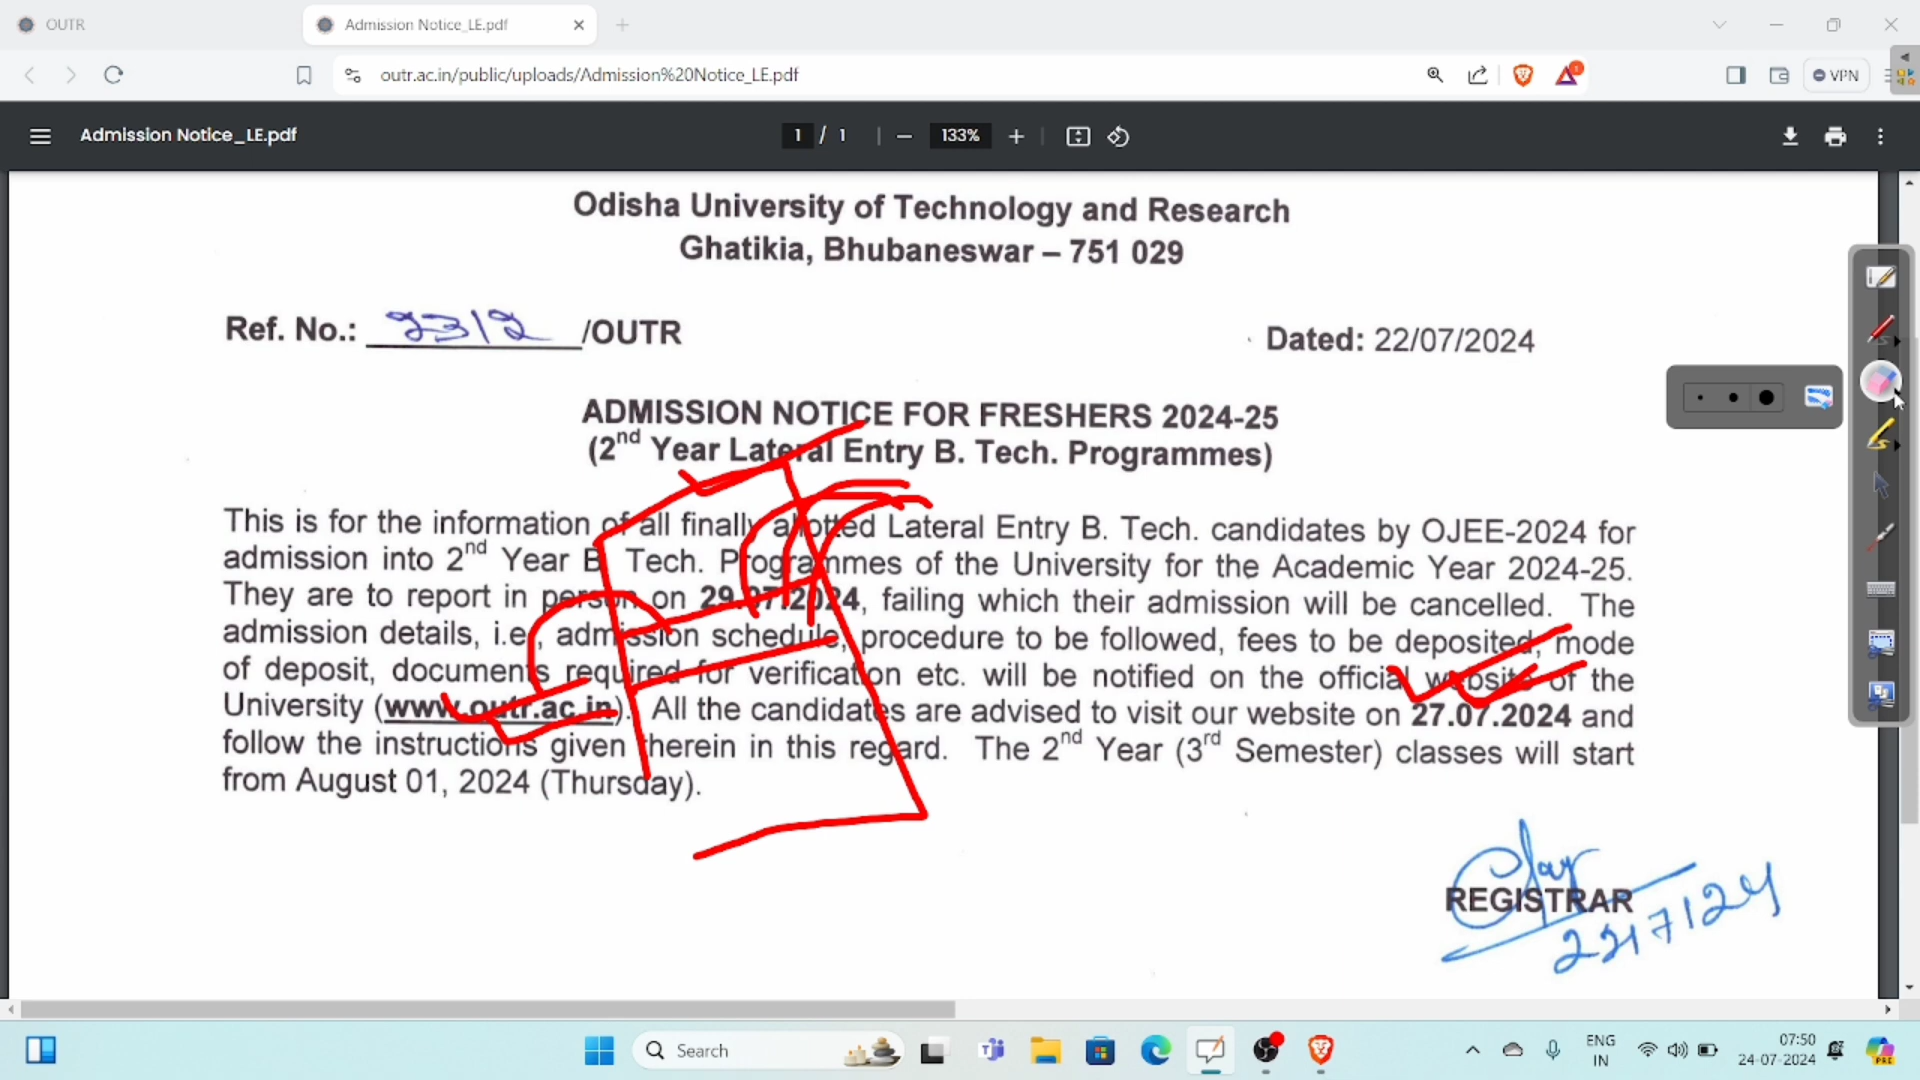 OUTR
Admission Notice_LE.pdf
outr.ac.in/public/uploads/Admission%20Notice_LE.pdf
VPN
Admission Notice_LE.pdf
1 / 1
133%
Odisha University of Technology and Research
Ghatikia, Bhubaneswar – 751 029
Ref. No.: 2312 /OUTR
Dated: 22/07/2024
ADMISSION NOTICE FOR FRESHERS 2024-25
(2nd Year Lateral Entry B. Tech. Programmes)
This is for the information of all finally allotted Lateral Entry B. Tech. candidates by OJEE-2024 for
admission into 2nd Year B. Tech. Programmes of the University for the Academic Year 2024-25.
They are to report in person on 29.07.2024, failing which their admission will be cancelled. The
admission details, i.e., admission schedule, procedure to be followed, fees to be deposited, mode
of deposit, documents required for verification etc. will be notified on the official website of the
University (www.outr.ac.in). All the candidates are advised to visit our website on 27.07.2024 and
follow the instructions given therein in this regard. The 2nd Year (3rd Semester) classes will start
from August 01, 2024 (Thursday).
REGISTRAR
22/7/24
Search
ENG
IN
07:50
24-07-2024
PRE